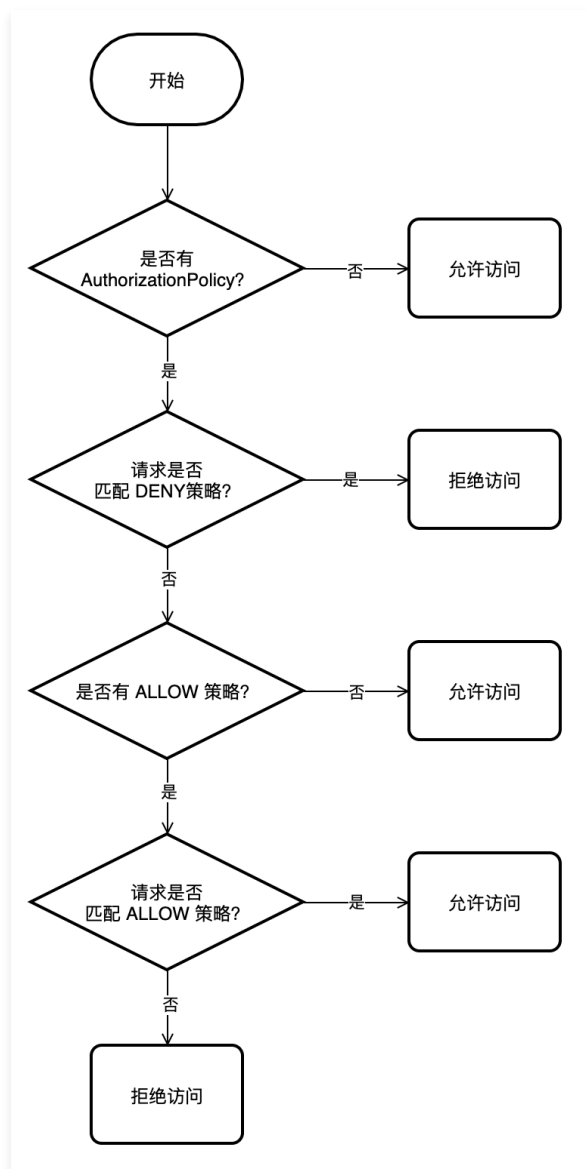 开始
是否有
AuthorizationPolicy?
否
允许访问
是
请求是否
匹配 DENY策略?
是
拒绝访问
否
是否有 ALLOW 策略?
否
允许访问
是
请求是否
匹配 ALLOW 策略?
是
允许访问
否
拒绝访问